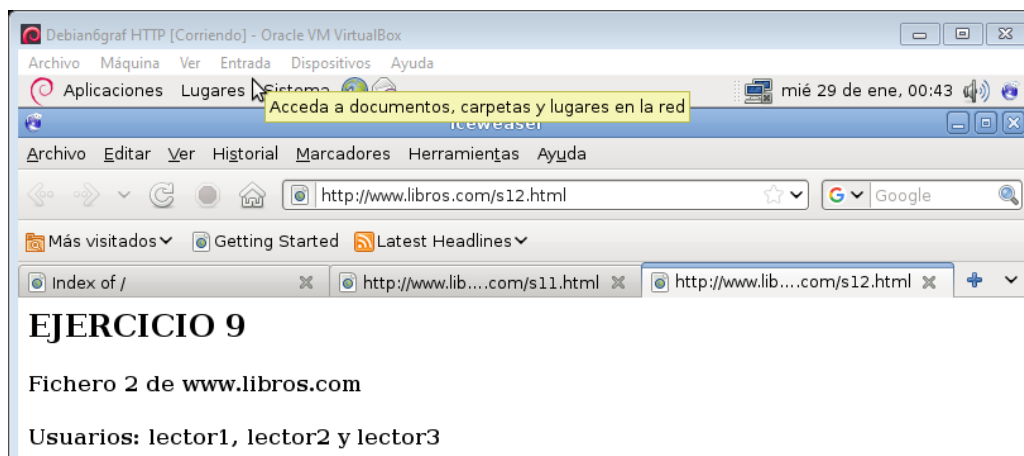 Debian6graf HTTP [Corriendo] - Oracle VM VirtualBox
Archivo Máquina Ver Entrada Dispositivos Ayuda
Aplicaciones Lugares Sistema mié 29 de ene, 00:43
Acceda a documentos, carpetas y lugares en la red
Iceweasel
Archivo Editar Ver Historial Marcadores Herramientas Ayuda
http://www.libros.com/s12.html G Google
Más visitados Getting Started Latest Headlines
Index of / http://www.lib....com/s11.html http://www.lib....com/s12.html
EJERCICIO 9
Fichero 2 de www.libros.com
Usuarios: lector1, lector2 y lector3